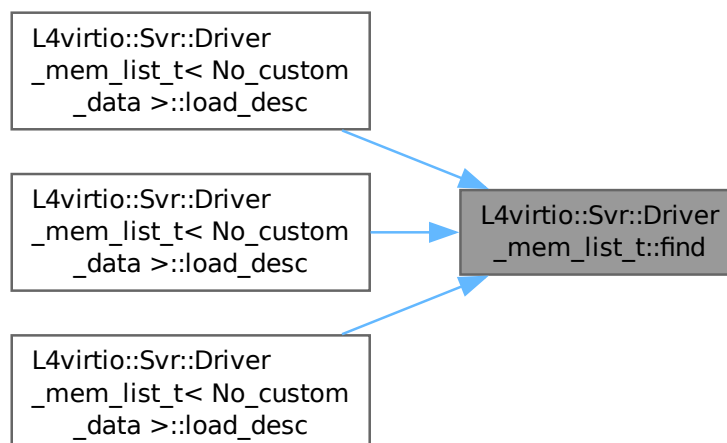 L4virtio::Svr::Driver
_mem_list_t< No_custom
_data >::load_desc
L4virtio::Svr::Driver
_mem_list_t< No_custom
_data >::load_desc
L4virtio::Svr::Driver
_mem_list_t::find
L4virtio::Svr::Driver
_mem_list_t< No_custom
_data >::load_desc